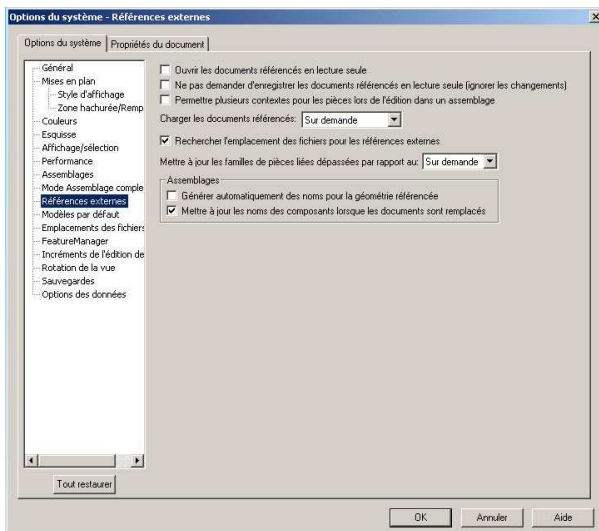 Options du système - Références externes
Options du système
Propriétés du document
Général
Mises en plan
Style d'affichage
Zone hachurée/Remp
Couleurs
Esquisse
Affichage/sélection
Performance
Assemblages
Mode Assemblage comple
Références externes
Modèles par défaut
Emplacements des fichiers
FeatureManager
Incréments de l'édition de
Rotation de la vue
Sauvegardes
Options des données
Tout restaurer
Ouvrir les documents référencés en lecture seule
Ne pas demander d'enregistrer les documents référencés en lecture seule (ignorer les changements)
Permettre plusieurs contextes pour les pièces lors de l'édition dans un assemblage
Charger les documents référencés: Sur demande
Rechercher l'emplacement des fichiers pour les références externes
Mettre à jour les familles de pièces liées dépassées par rapport au: Sur demande
Assemblages
Générer automatiquement des noms pour la géométrie référencée
Mettre à jour les noms des composants lorsque les documents sont remplacés
OK Annuler Aide